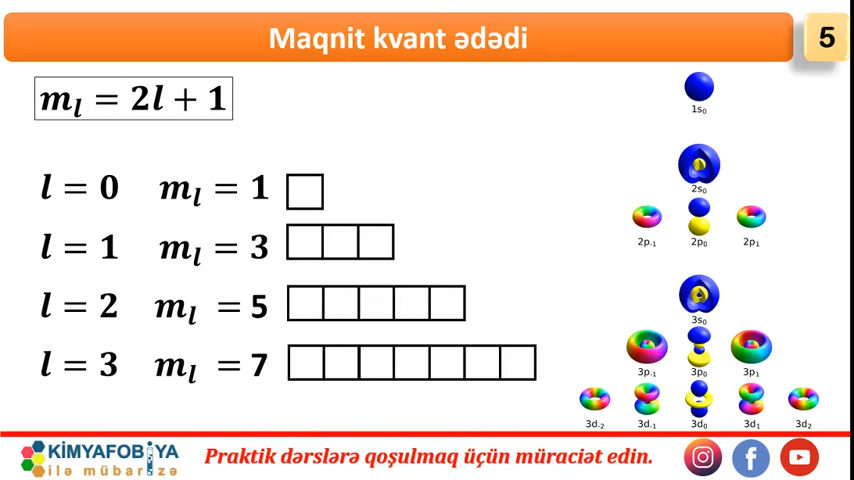 Maqnit kvant ədədi
5
mₗ = 2l + 1
l = 0 mₗ = 1
l = 1 mₗ = 3
l = 2 mₗ = 5
l = 3 mₗ = 7
1s₀
2s₀
2p₋₁ 2p₀ 2p₁
3s₀
3p₋₁ 3p₀ 3p₁
3d₋₂ 3d₋₁ 3d₀ 3d₁ 3d₂
KİMYAFOBİYA
ilə mübarizə
Praktik dərslərə qoşulmaq üçün müraciət edin.
f